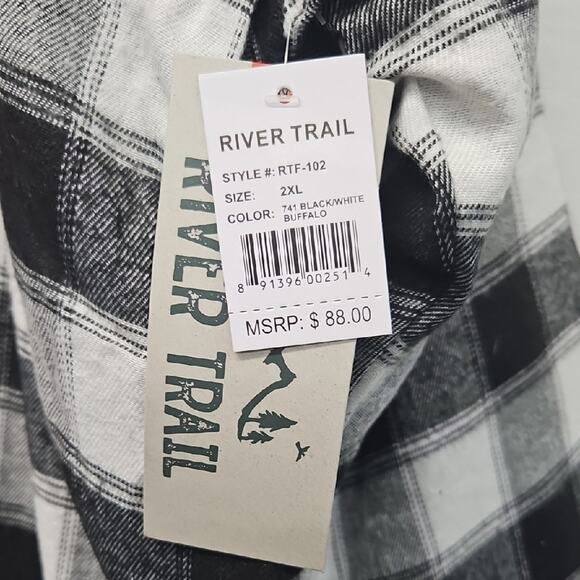 RIVER TRAIL
STYLE #: RTF-102
SIZE: 2XL
COLOR: 741 BLACK/WHITE
BUFFALO
8 91396 00251 4
MSRP: $ 88.00
RIVER TRAIL